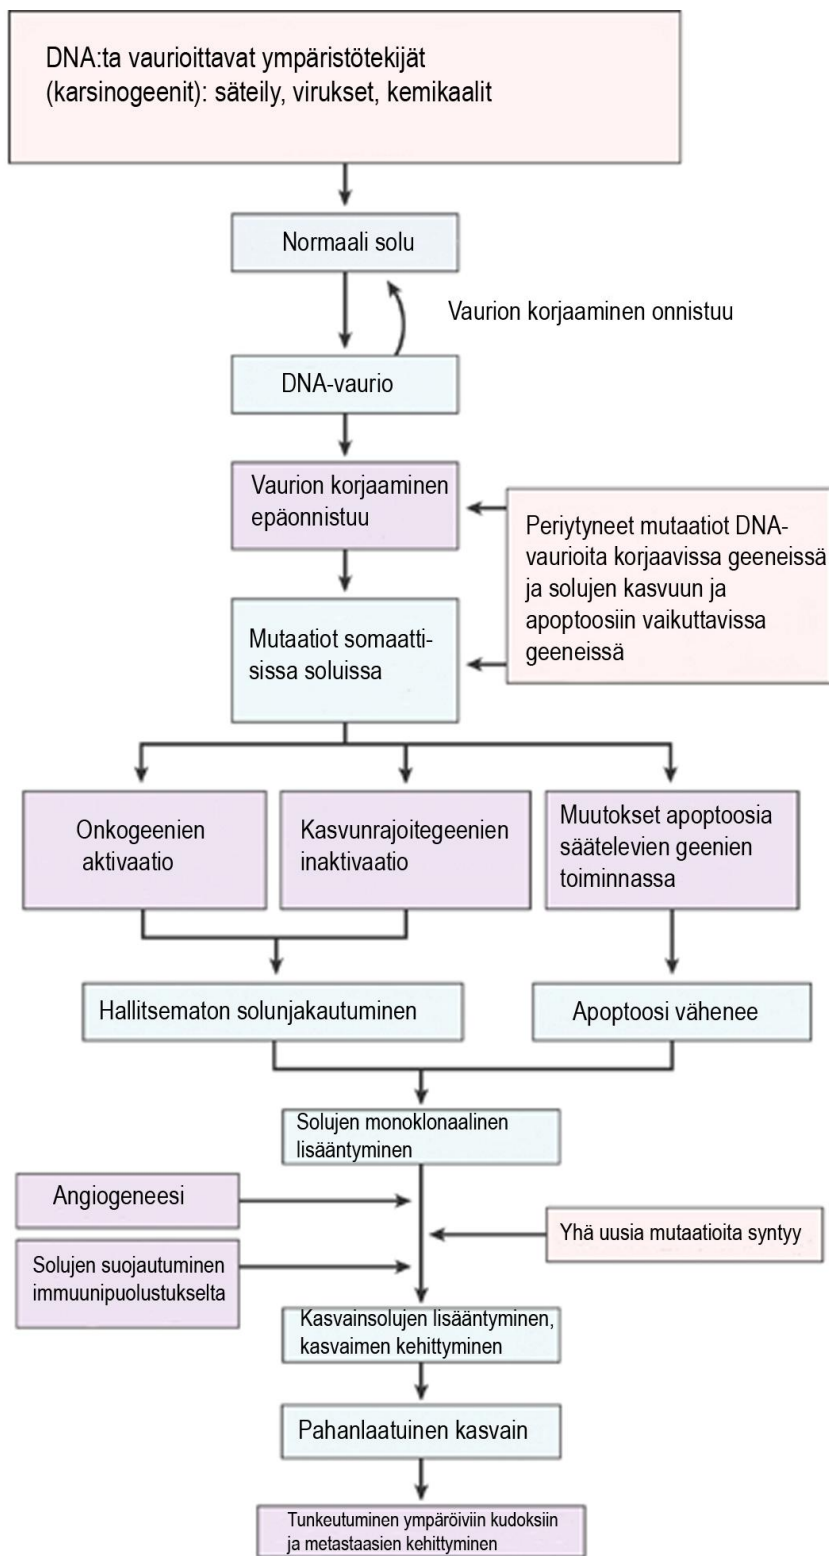 DNA:ta vaurioittavat ympäristötekijät
(karsinogeenit): säteily, virukset, kemikaalit
Normaali solu
Vaurion korjaaminen onnistuu
DNA-vaurio
Vaurion korjaaminen
epäonnistuu
Periytyneet mutaatiot DNA-
vaurioita korjaavissa geeneissä
ja solujen kasvuun ja
apoptoosiin vaikuttavissa
geeneissä
Mutaatiot somaatti-
sissa soluissa
Onkogeenien
aktivaatio
Kasvunrajoitegeenien
inaktivaatio
Muutokset apoptoosia
säätelevien geenien
toiminnassa
Hallitsematon solunjakautuminen
Apoptoosi vähenee
Solujen monoklonaalinen
lisääntyminen
Angiogeneesi
Yhä uusia mutaatioita syntyy
Solujen suojautuminen
immuunipuolustukselta
Kasvainsolujen lisääntyminen,
kasvaimen kehittyminen
Pahanlaatuinen kasvain
Tunkeutuminen ympäröiviin kudoksiin
ja metastaasien kehittyminen